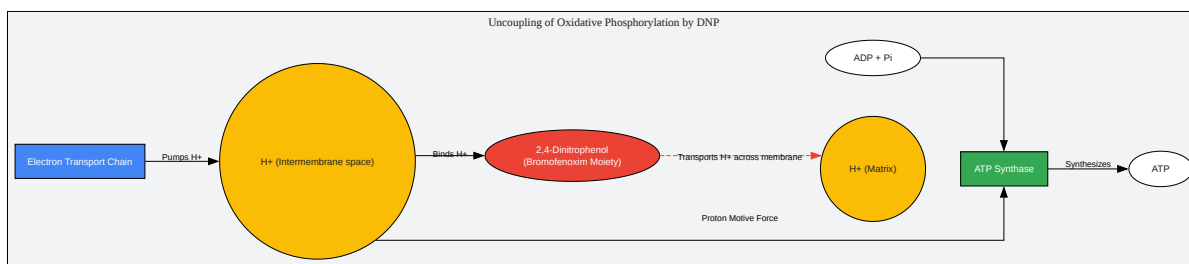 Uncoupling of Oxidative Phosphorylation by DNP
ADP + Pi
Electron Transport Chain
Pumps H+
H+ (Intermembrane space)
Binds H+
2,4-Dinitrophenol
(Bromofenoxim Moiety)
Transports H+ across membrane
H+ (Matrix)
ATP Synthase
Synthesizes
ATP
Proton Motive Force